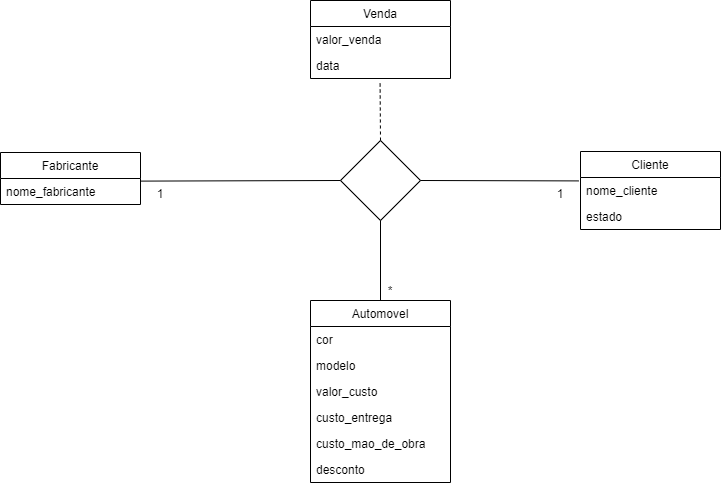 Venda
valor_venda
data
Fabricante
nome_fabricante
1
1
Cliente
nome_cliente
estado
*
Automovel
cor
modelo
valor_custo
custo_entrega
custo_mao_de_obra
desconto